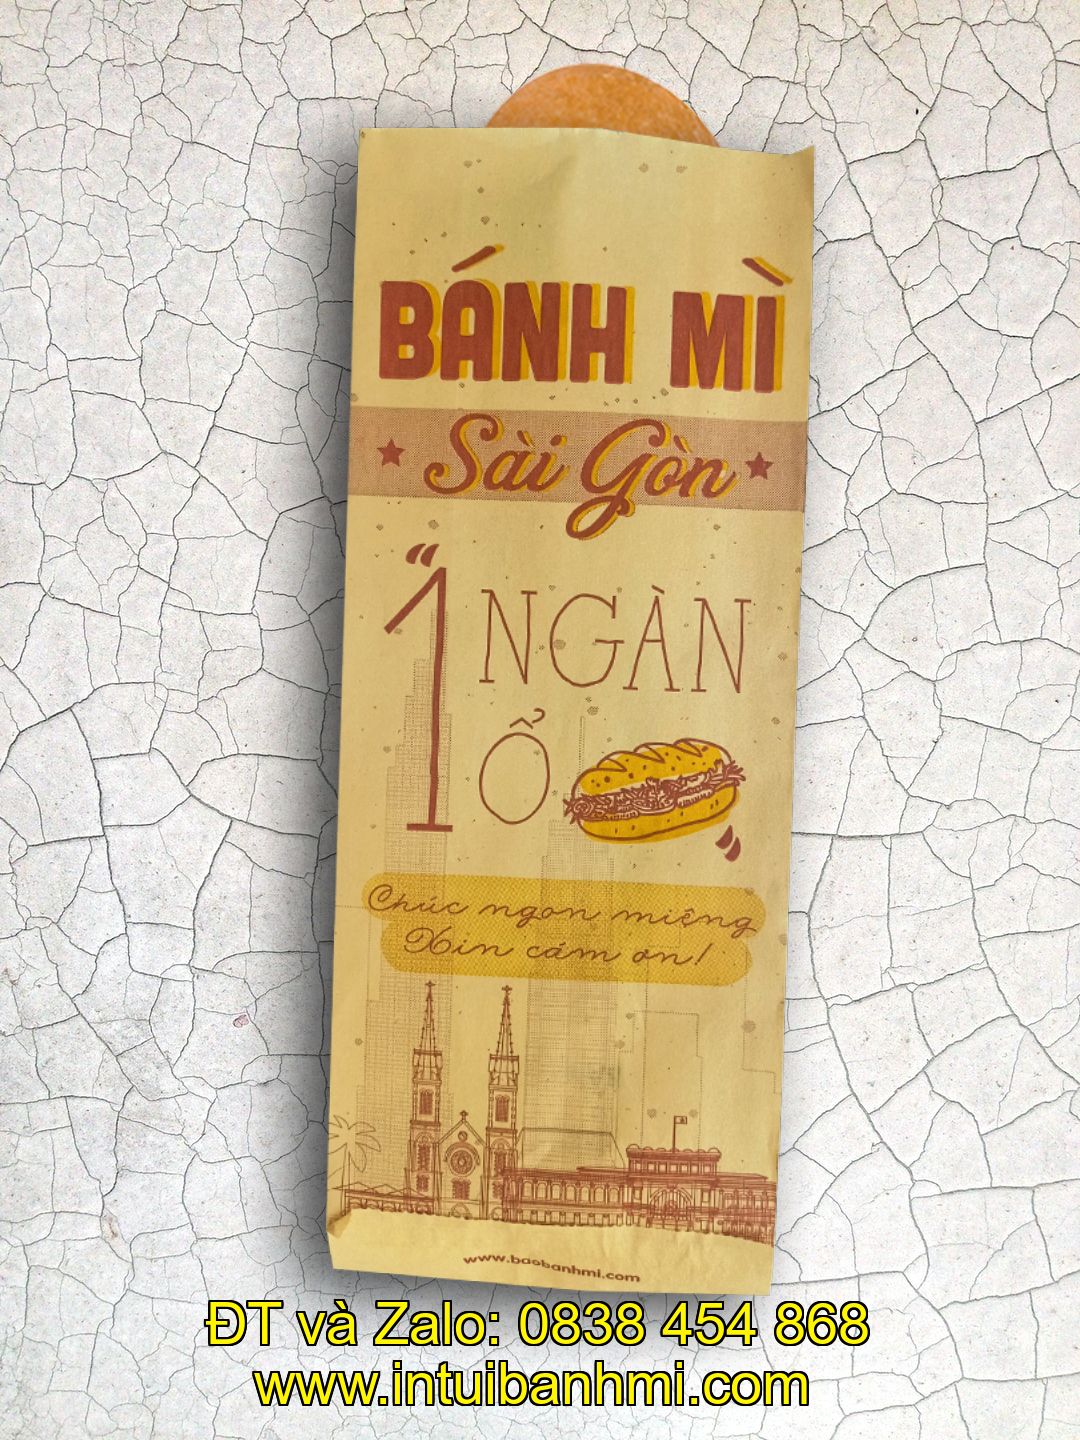 BÁNH MÌ
Sài Gòn
"1 NGÀN
Ổ "
Chúc ngon miệng
Xin cám ơn!
www.baobanhmi.com
ĐT và Zalo: 0838 454 868
www.intuibanhmi.com